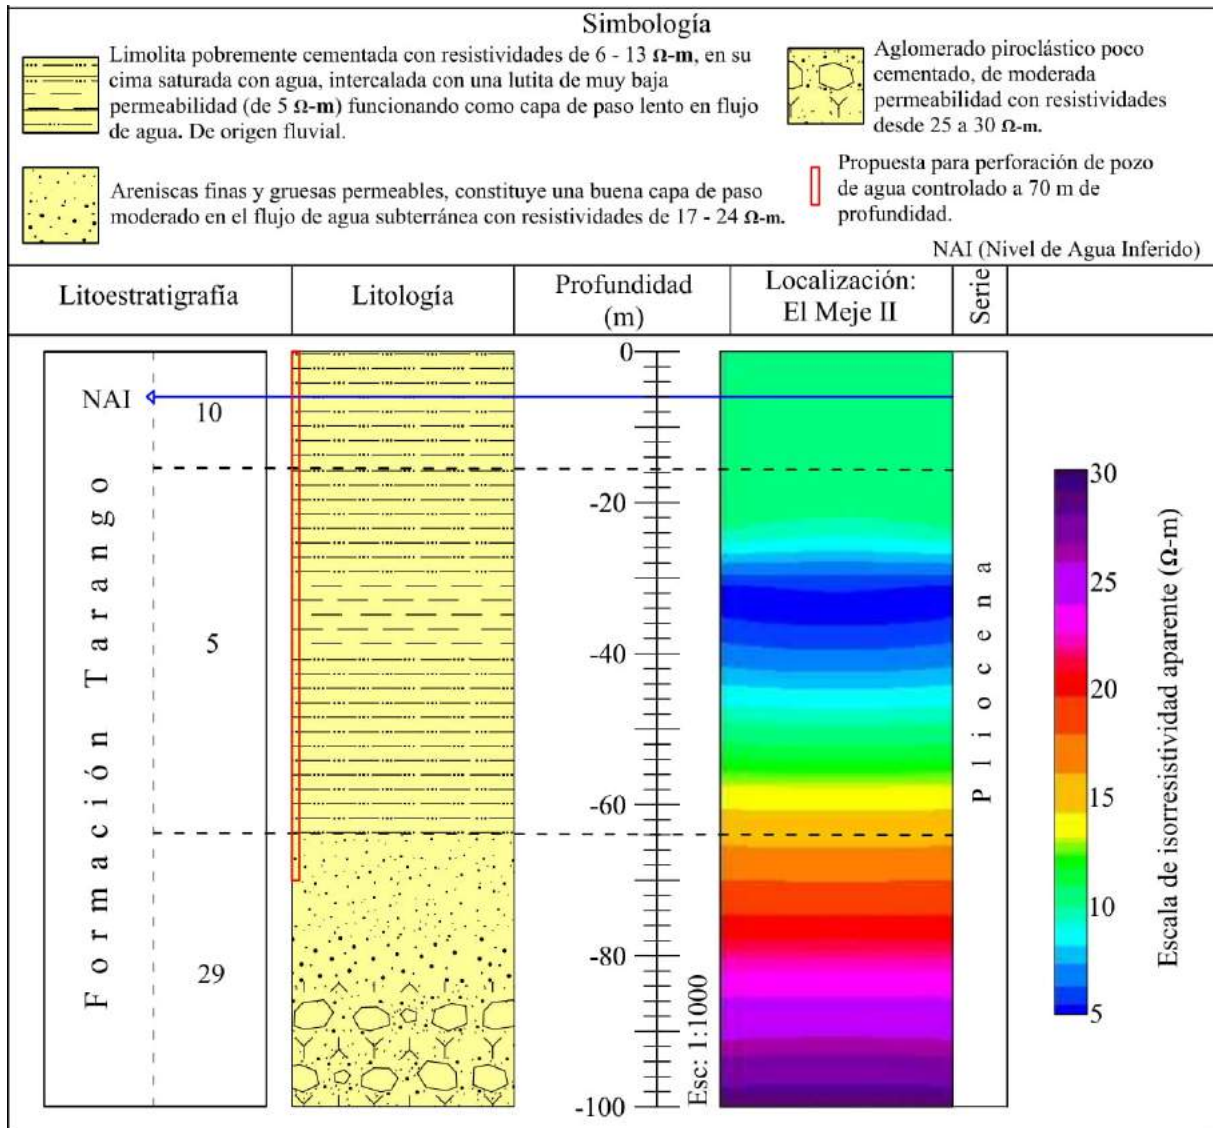 Simbología
Limolita pobremente cementada con resistividades de 6 - 13 Ω-m, en su
cima saturada con agua, intercalada con una lutita de muy baja
permeabilidad (de 5 Ω-m) funcionando como capa de paso lento en flujo
de agua. De origen fluvial.
Areniscas finas y gruesas permeables, constituye una buena capa de paso
moderado en el flujo de agua subterránea con resistividades de 17 - 24 Ω-m.
Aglomerado piroclástico poco
cementado, de moderada
permeabilidad con resistividades
desde 25 a 30 Ω-m.
Propuesta para perforación de pozo
de agua controlado a 70 m de
profundidad.
NAI (Nivel de Agua Inferido)
Litoestratigrafía
Litología
Profundidad
(m)
Localización:
El Meje II
Serie
Formación Tarango
NAI
10
5
29
0
-20
-40
-60
-80
-100
Esc: 1:1000
Pliocena
30
25
20
15
10
5
Escala de isorresistividad aparente (Ω-m)